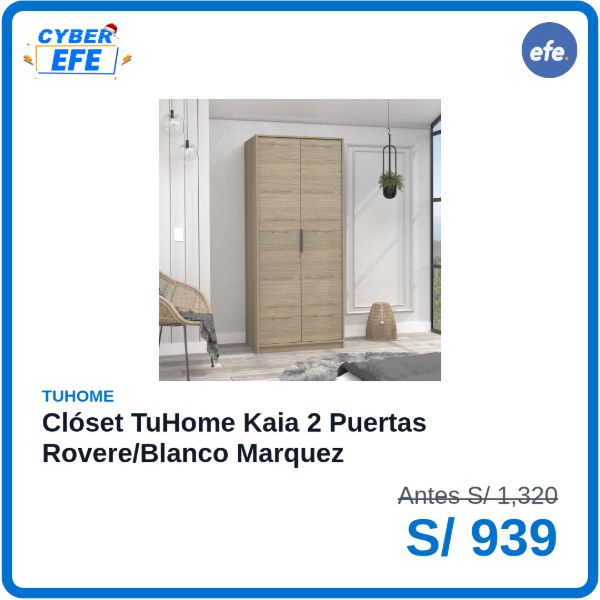 CYBER
EFE
efe.
TUHOME
Clóset TuHome Kaia 2 Puertas
Rovere/Blanco Marquez
Antes S/ 1,320
S/ 939